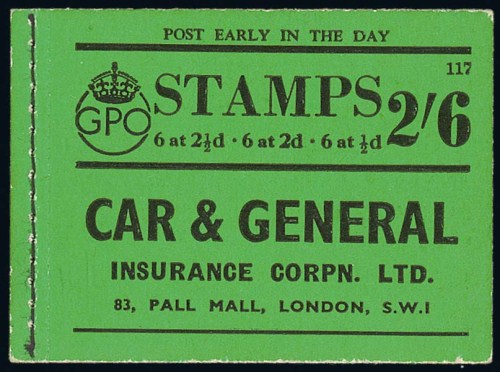 POST EARLY IN THE DAY
117
GPO
STAMPS 2/6
6 at 2½d · 6 at 2d · 6 at ½d
CAR & GENERAL
INSURANCE CORPN. LTD.
83, PALL MALL, LONDON, S.W.1